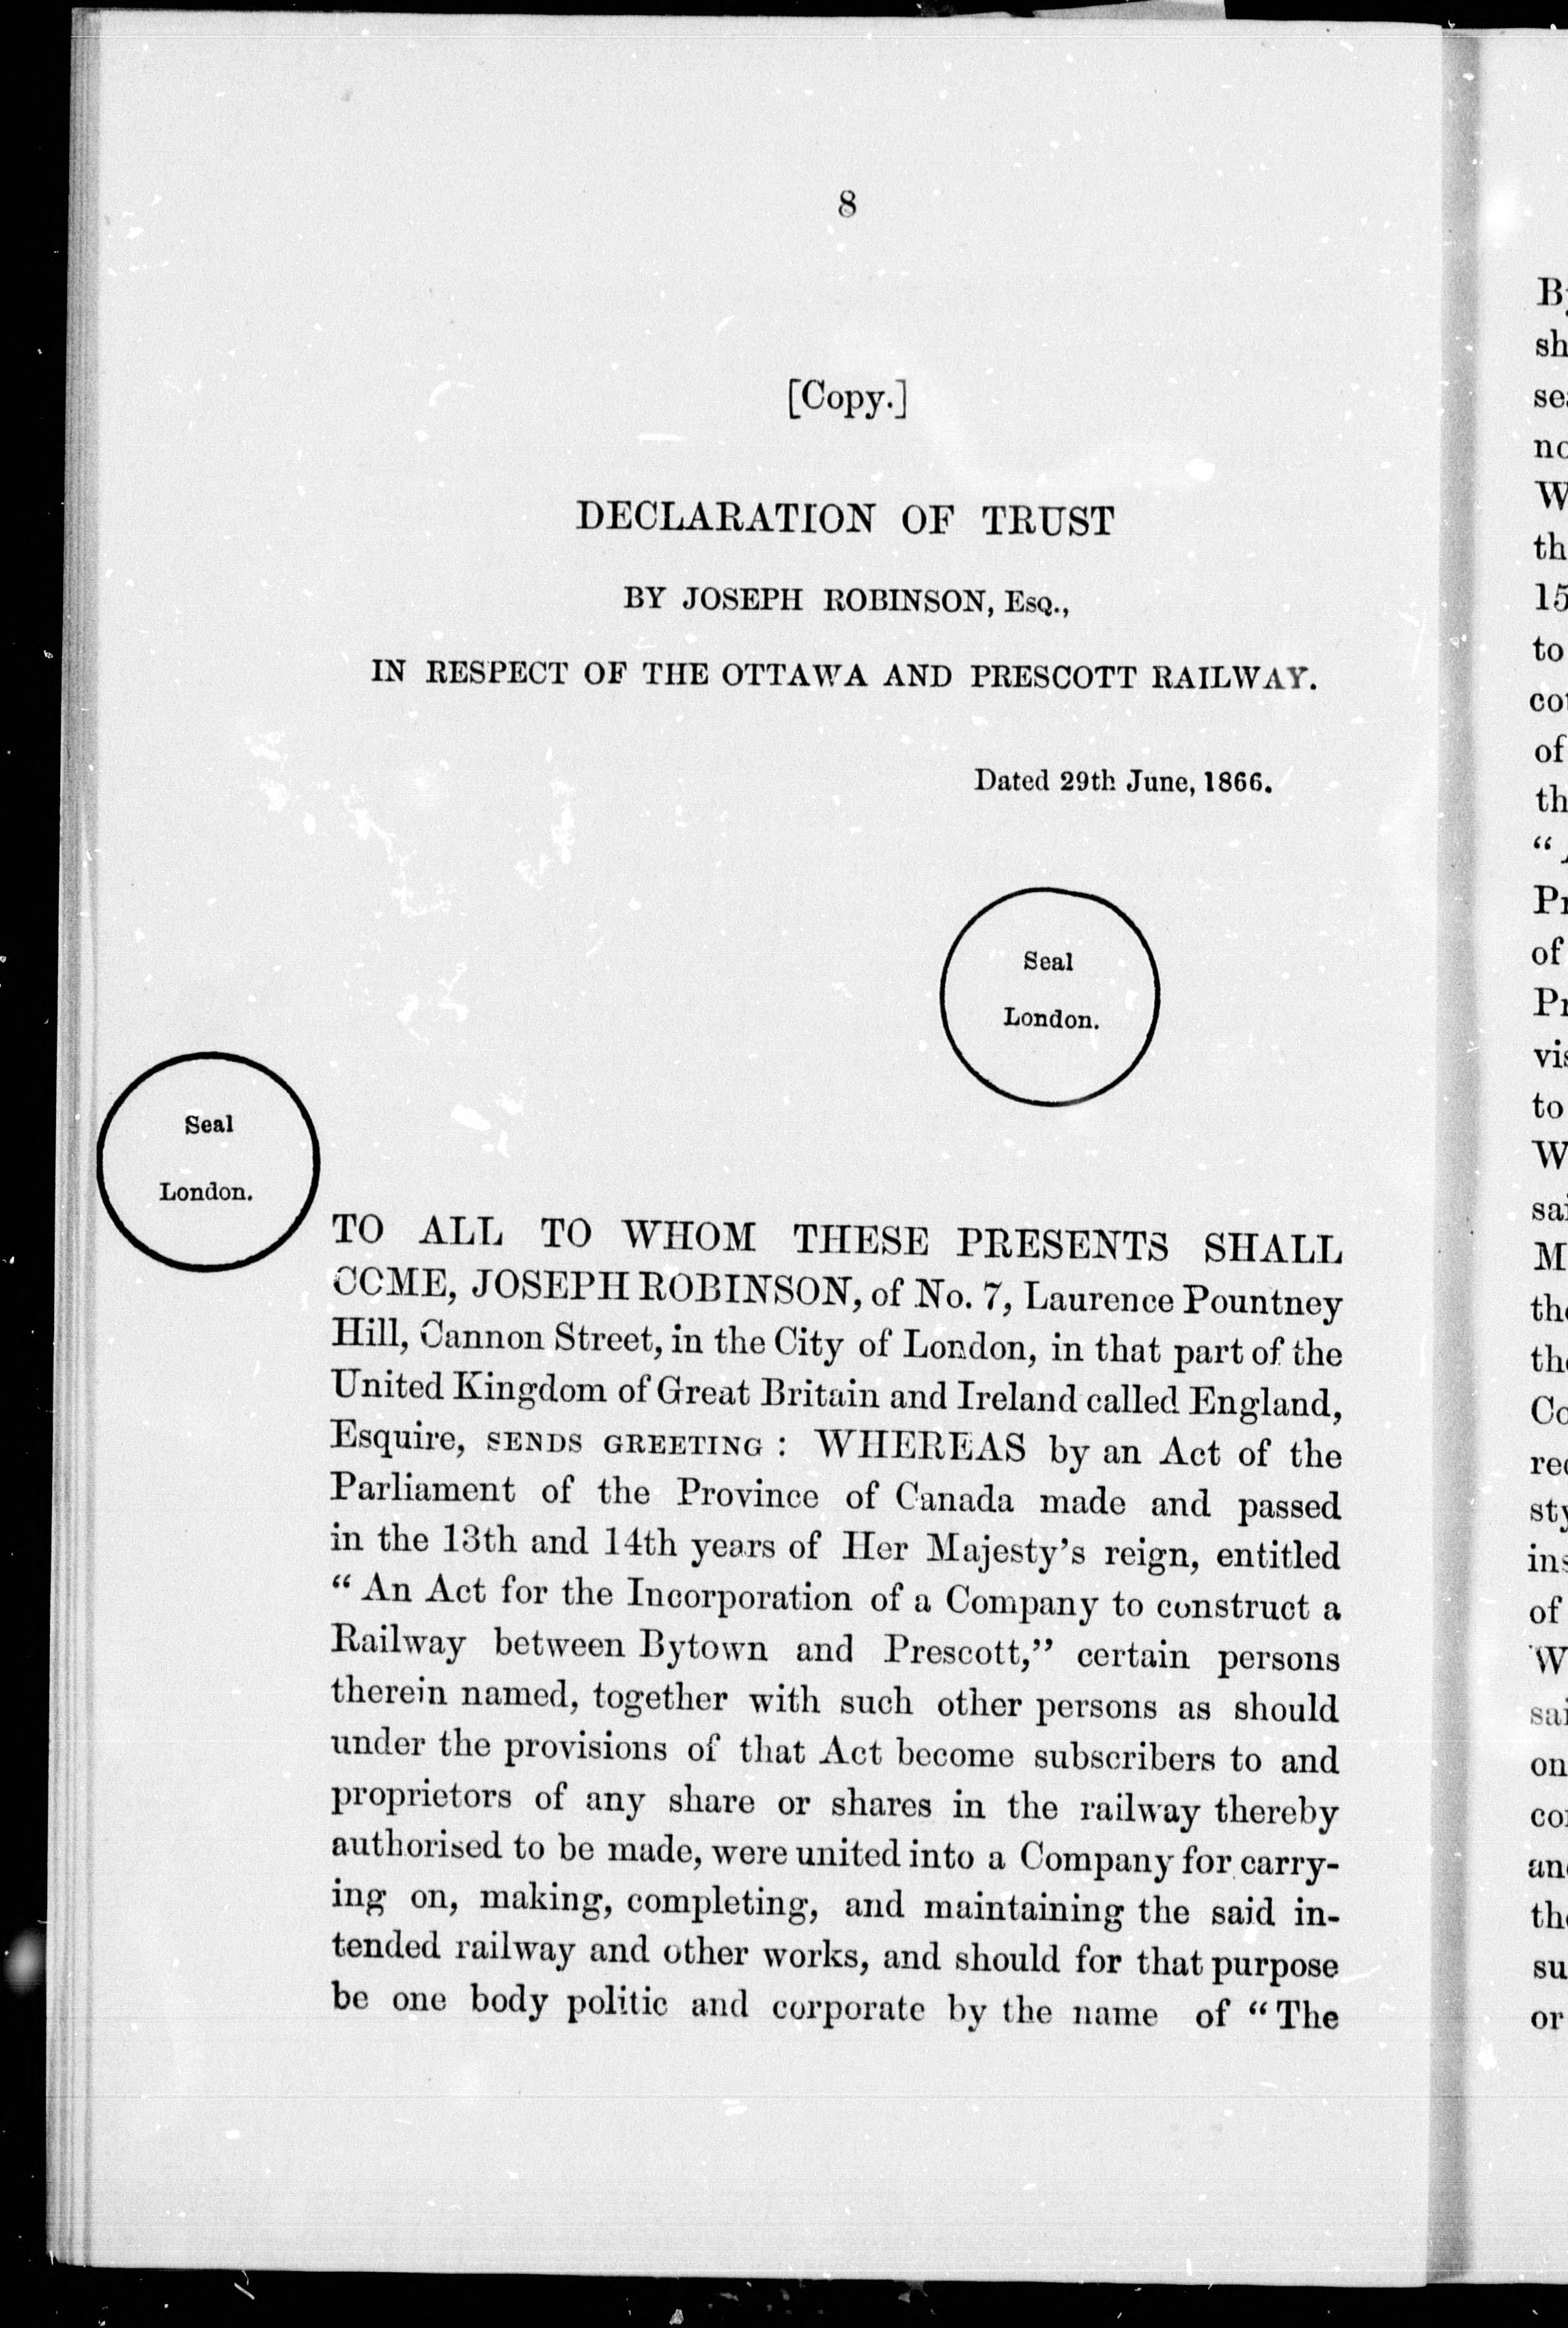 8
[Copy.]
DECLARATION OF TRUST
BY JOSEPH ROBINSON, Esq.,
IN RESPECT OF THE OTTAWA AND PRESCOTT RAILWAY.
Dated 29th June, 1866.
Seal
London.
Seal
London.
TO ALL TO WHOM THESE PRESENTS SHALL
COME, JOSEPH ROBINSON, of No. 7, Laurence Pountney
Hill, Cannon Street, in the City of London, in that part of the
United Kingdom of Great Britain and Ireland called England,
Esquire, SENDS GREETING : WHEREAS by an Act of the
Parliament of the Province of Canada made and passed
in the 13th and 14th years of Her Majesty's reign, entitled
" An Act for the Incorporation of a Company to construct a
Railway between Bytown and Prescott," certain persons
therein named, together with such other persons as should
under the provisions of that Act become subscribers to and
proprietors of any share or shares in the railway thereby
authorised to be made, were united into a Company for carry-
ing on, making, completing, and maintaining the said in-
tended railway and other works, and should for that purpose
be one body politic and corporate by the name of "The